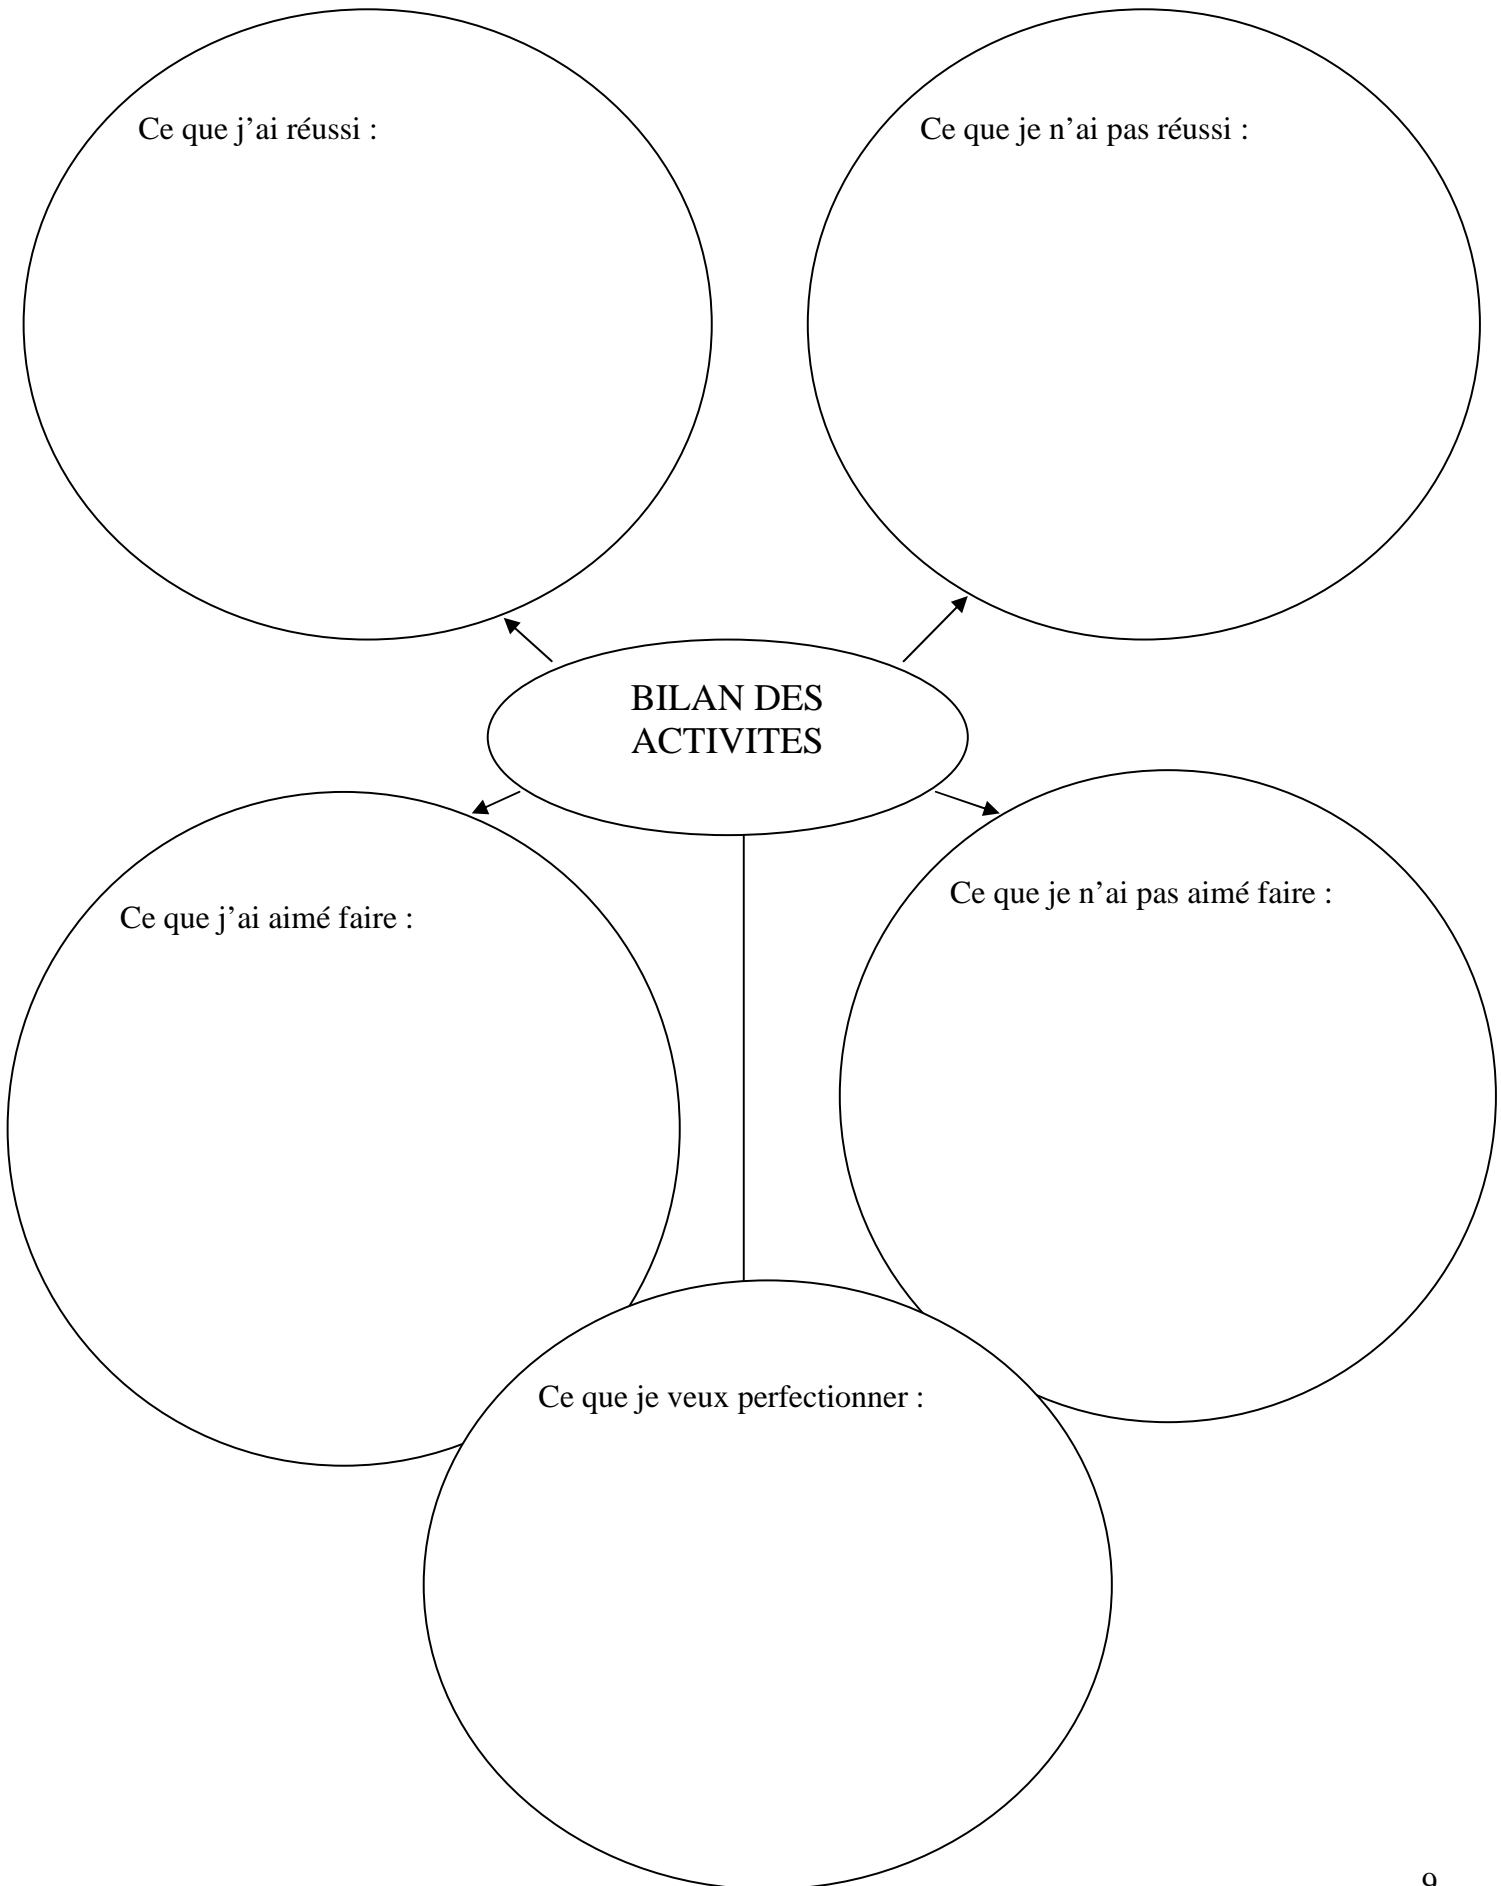 Ce que j’ai réussi :
Ce que je n’ai pas réussi :
BILAN DES
ACTIVITES
Ce que j’ai aimé faire :
Ce que je n’ai pas aimé faire :
Ce que je veux perfectionner :
9